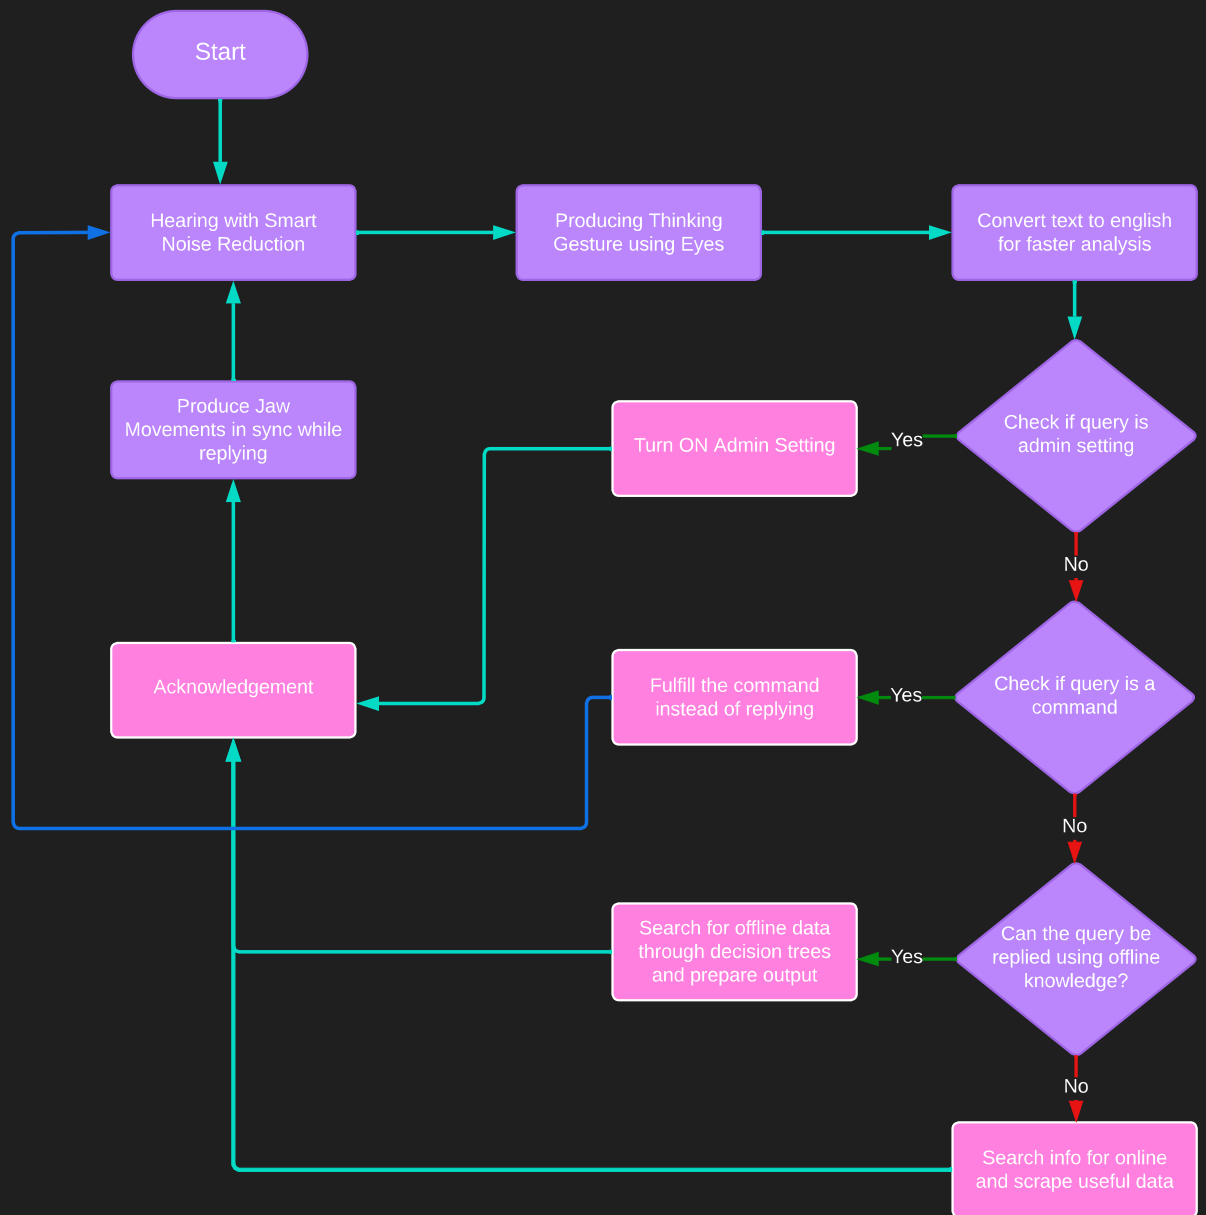 Start
Hearing with Smart
Noise Reduction
Producing Thinking
Gesture using Eyes
Convert text to english
for faster analysis
Produce Jaw
Movements in sync while
replying
Turn ON Admin Setting
Yes
Check if query is
admin setting
No
Acknowledgement
Fulfill the command
instead of replying
Yes
Check if query is a
command
No
Search for offline data
through decision trees
and prepare output
Yes
Can the query be
replied using offline
knowledge?
No
Search info for online
and scrape useful data